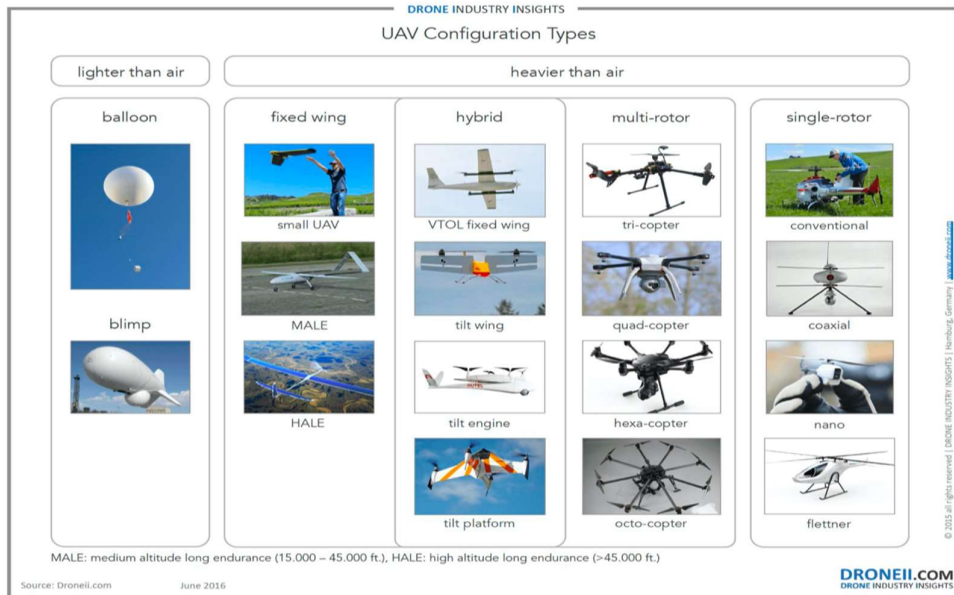 DRONE INDUSTRY INSIGHTS
UAV Configuration Types
lighter than air
heavier than air
balloon
fixed wing
hybrid
multi-rotor
single-rotor
small UAV
VTOL fixed wing
tri-copter
conventional
blimp
MALE
tilt wing
quad-copter
coaxial
HALE
tilt engine
hexa-copter
nano
tilt platform
octo-copter
flettner
MALE: medium altitude long endurance (15.000 – 45.000 ft.), HALE: high altitude long endurance (>45.000 ft.)
Source: Droneii.com
June 2016
DRONEII.COM
DRONE INDUSTRY INSIGHTS
© 2015 all rights reserved | DRONE INDUSTRY INSIGHTS | Hamburg, Germany | www.droneii.com